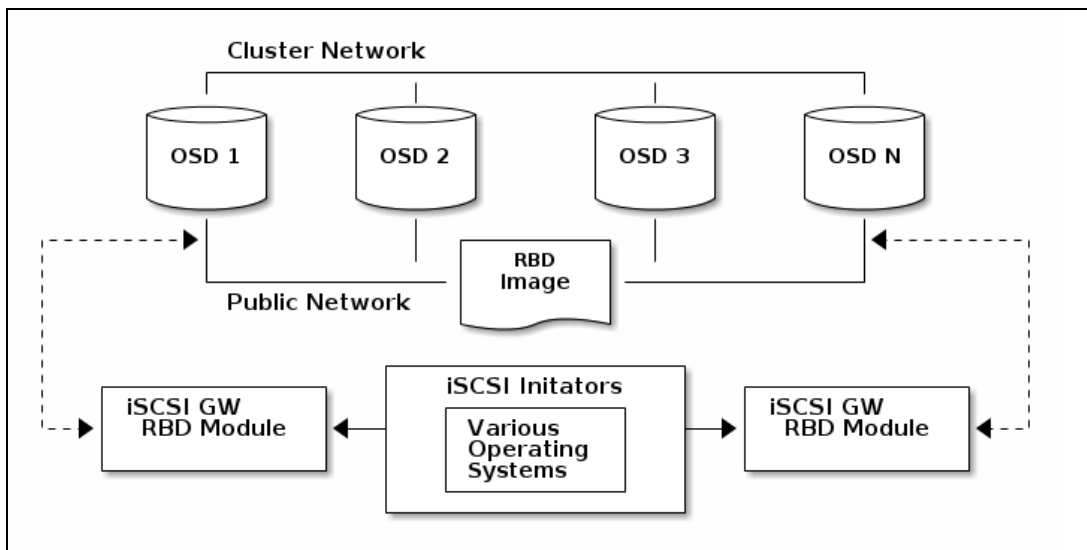 Cluster Network
OSD 1
OSD 2
OSD 3
OSD N
RBD
Image
Public Network
iSCSI GW
RBD Module
iSCSI Initators
Various
Operating
Systems
iSCSI GW
RBD Module